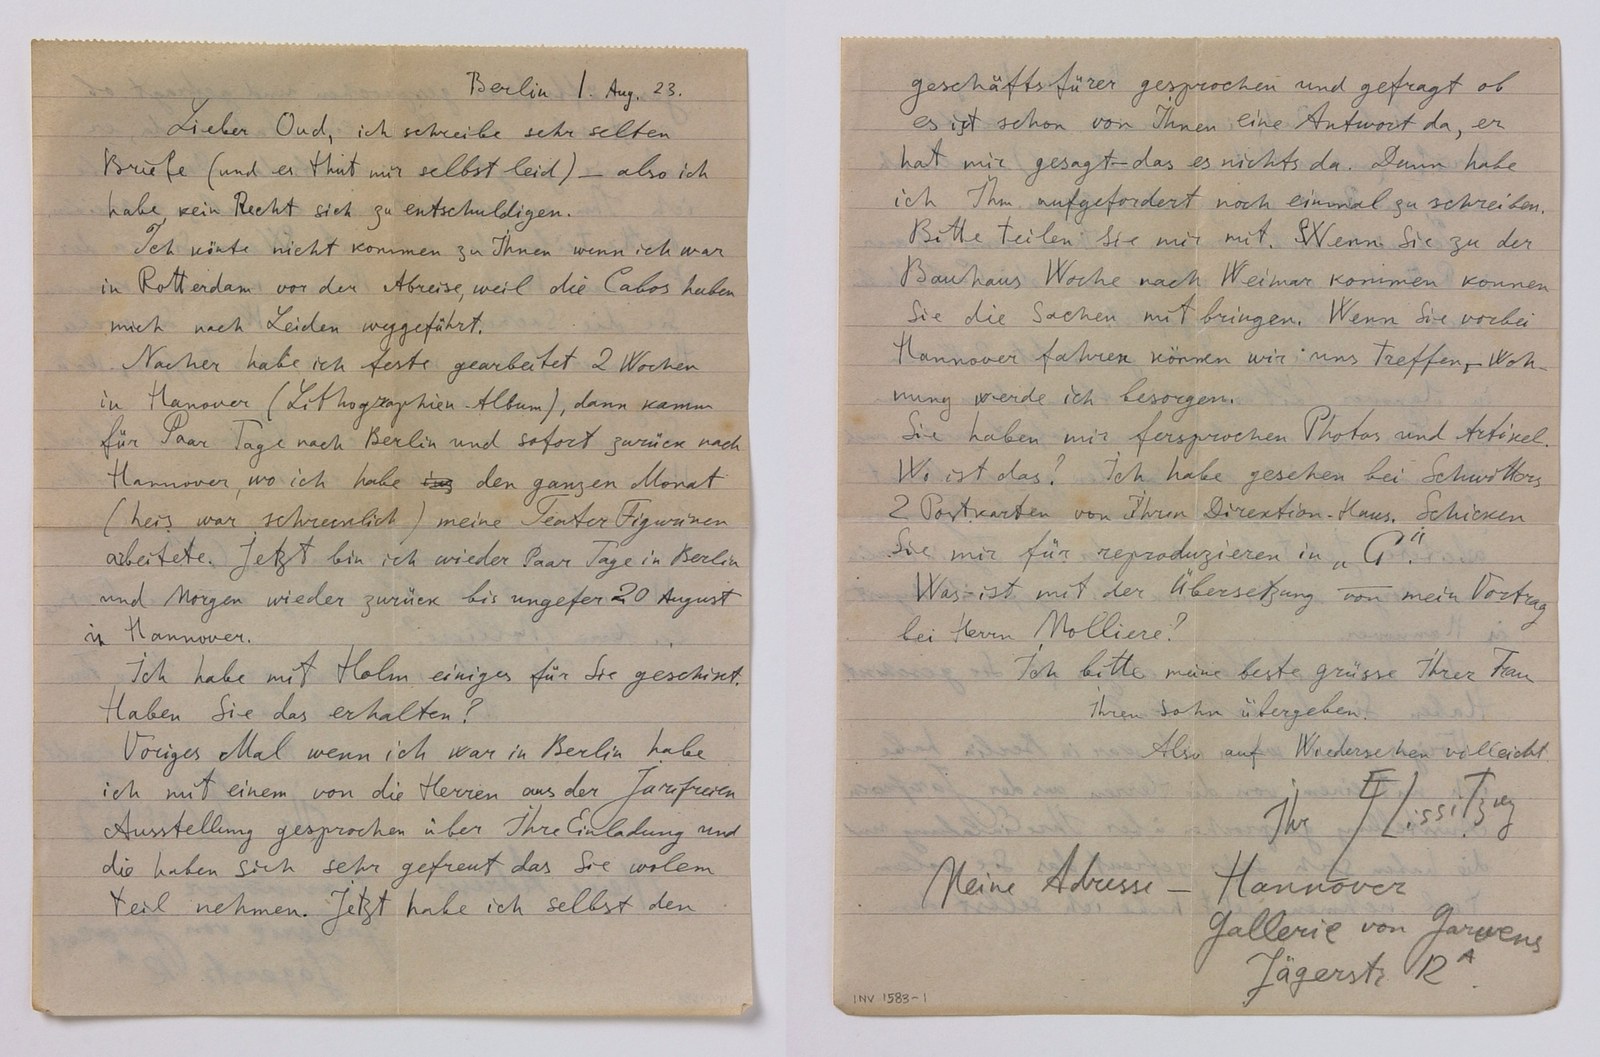 Berlin 1. Aug. 23.
Lieber Oud, ich schreibe sehr selten
Briefe (und es thut mir selbst leid) – also ich
habe kein Recht sich zu entschuldigen.
Ich könte nicht kommen zu Ihnen wenn ich war
in Rotterdam vor der Abreise, weil die Cabos haben
mich nach Leiden weggeführt.
Nacher habe ich feste gearbeitet 2 Wochen
in Hanover (Lithographien-Album), dann kamm
für Paar Tage nach Berlin und sofort zurück nach
Hannover, wo ich habe den ganzen Monat
(heis war schrecklich) meine Teater Figurinen
arbeitete. Jetzt bin ich wieder Paar Tage in Berlin
und Morgen wieder zurück bis ungefer 20 August
in Hannover.
Ich habe mit Holm einiges für Sie geschikt.
Haben Sie das erhalten?
Voriges Mal wenn ich war in Berlin habe
ich mit einem von die Herren aus der Jurifreien
Ausstellung gesprochen über Ihre Einladung und
die haben sich sehr gefreut das Sie wolem
teil nehmen. Jetzt habe ich selbst den
geschäftsfürer gesprochen und gefragt ob
es ist schon von Ihnen eine Antwort da, er
hat mir gesagt – das es nichts da. Dann habe
ich Ihm aufgefordert noch einmal zu schreiben.
Bitte teilen Sie mir mit. Wenn Sie zu der
Bauhaus Woche nach Weimar kommen konnen
Sie die Sachen mit bringen. Wenn Sie vorbei
Hannover fahren können wir uns treffen, – Woh-
nung werde ich besorgen.
Sie haben mir fersprochen Photos und Artikel.
Wo ist das? Ich habe gesehen bei Schwitters
2 Postkarten von Ihren Direktion-Haus. Schicken
Sie mir für reproduzieren in „G".
Was ist mit der Übersetzung von mein Vortrag
bei Herrn Molliere?
Ich bitte meine beste grüsse Ihrer Frau
Ihren Sohn übergeben.
Also auf Wiedersehen villeicht
Ihr El Lissitzky
Meine Adresse – Hannover
Gallerie von Garwens
Jägerstr. 12 A.
INV 1583-1